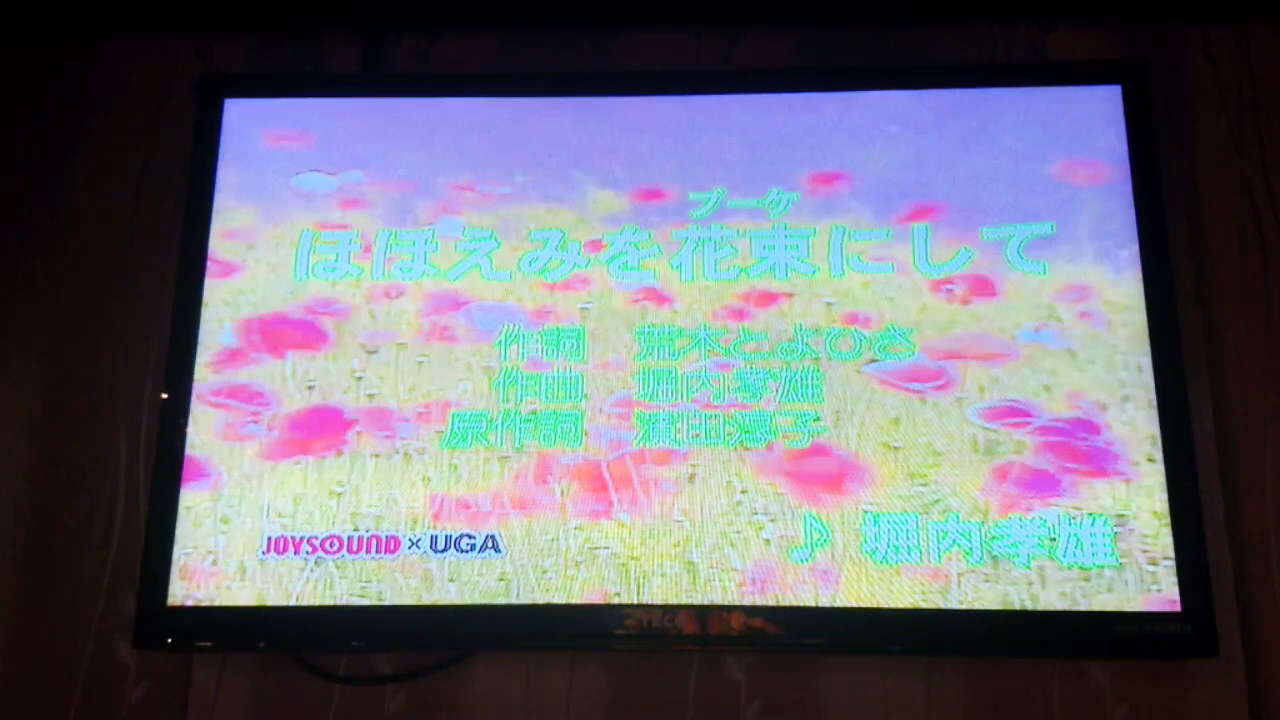 ブーケ
ほほえみを花束にして
作詞 荒木とよひさ
作曲 堀内孝雄
原作詞 濱田淳子
JOYSOUND×UGA
♪ 堀内孝雄